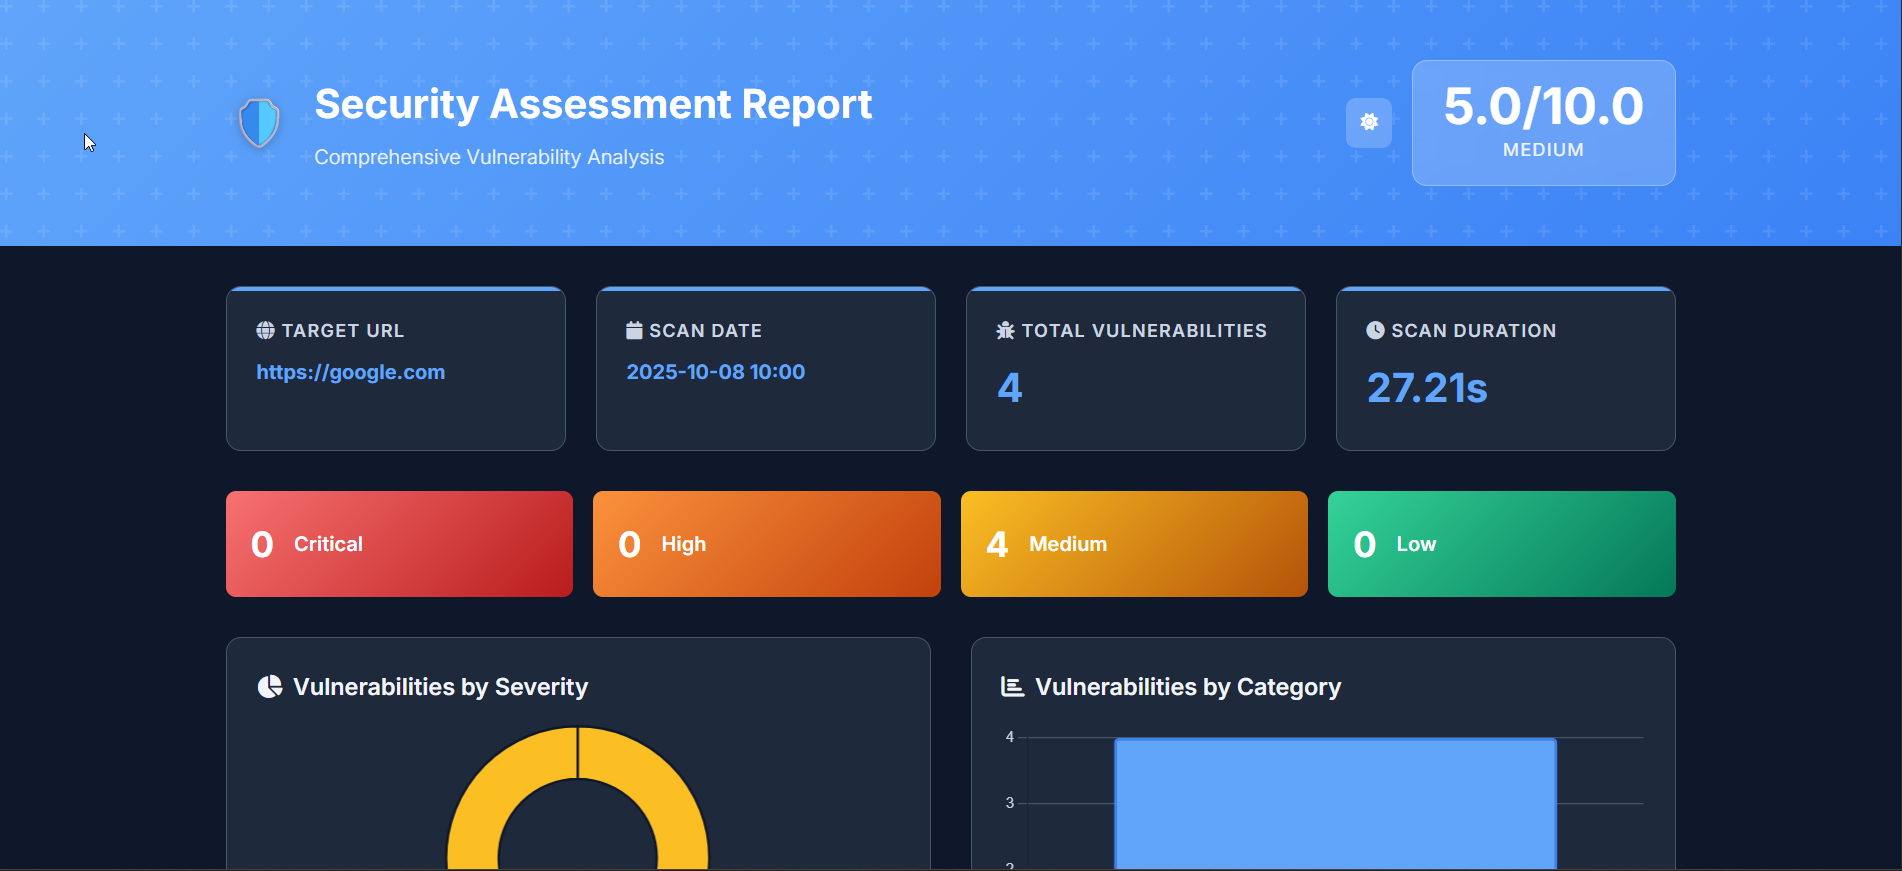 Security Assessment Report
Comprehensive Vulnerability Analysis
5.0/10.0
MEDIUM
TARGET URL
https://google.com
SCAN DATE
2025-10-08 10:00
TOTAL VULNERABILITIES
4
SCAN DURATION
27.21s
0 Critical
0 High
4 Medium
0 Low
Vulnerabilities by Severity
Vulnerabilities by Category
4
3
2